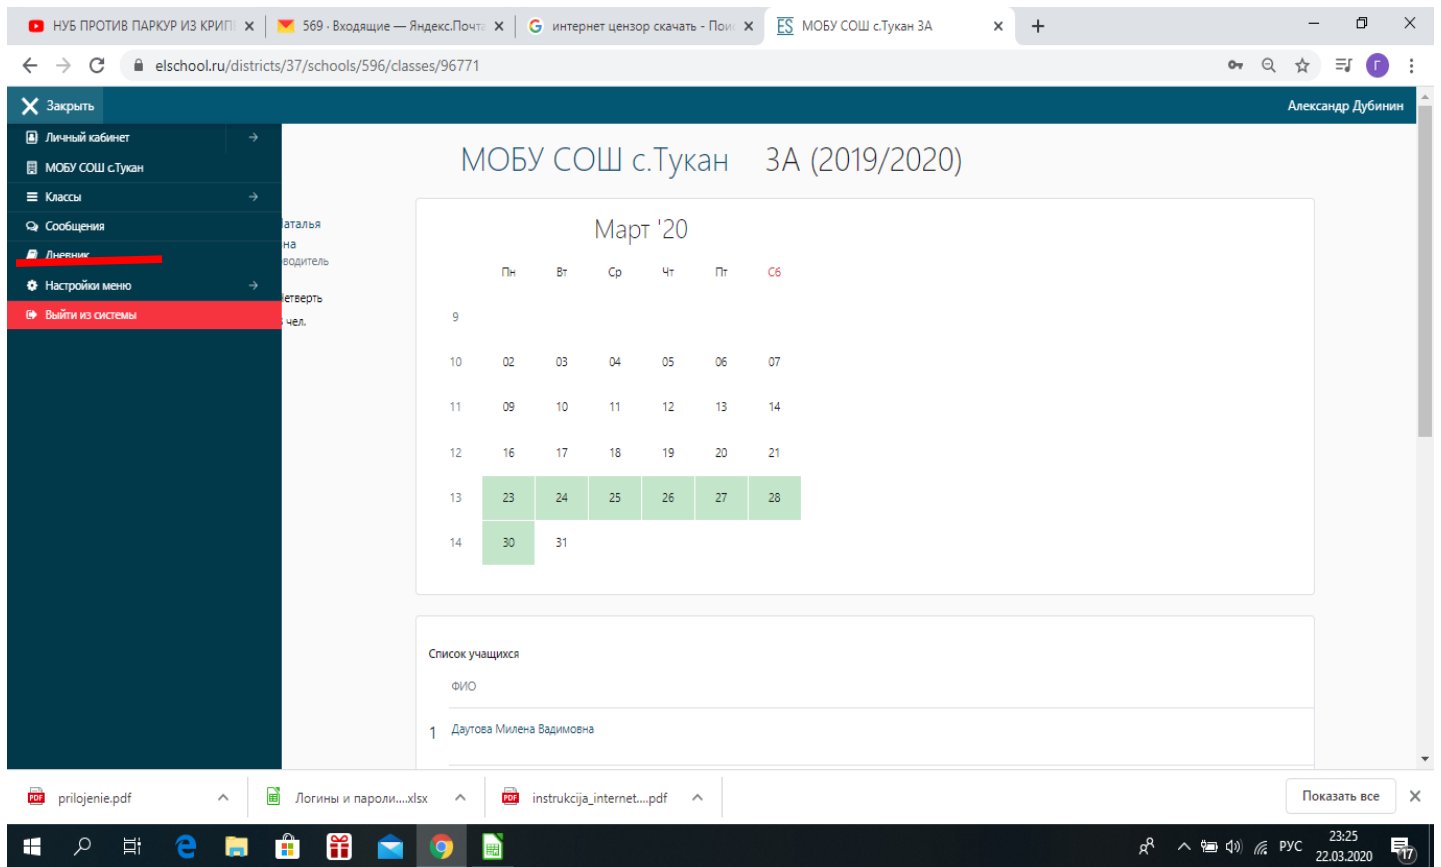 НУБ ПРОТИВ ПАРКУР ИЗ КРИПЕ
569 · Входящие — Яндекс.Почта
G интернет цензор скачать - Поис
ES МОБУ СОШ с.Тукан 3А
elschool.ru/districts/37/schools/596/classes/96771
Г
Закрыть
Александр Дубинин
Личный кабинет
МОБУ СОШ с.Тукан
Классы
Сообщения
Дневник
Настройки меню
Выйти из системы
аталья
на
водитель
етверть
чел.
МОБУ СОШ с.Тукан 3А (2019/2020)
Март '20
Пн Вт Ср Чт Пт Сб
9
10 02 03 04 05 06 07
11 09 10 11 12 13 14
12 16 17 18 19 20 21
13 23 24 25 26 27 28
14 30 31
Список учащихся
ФИО
1 Даутова Милена Вадимовна
prilojenie.pdf
Логины и пароли....xlsx
instrukcija_internet....pdf
Показать все
РУС
23:25
22.03.2020
17